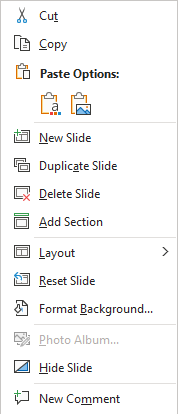 Cut
Copy
Paste Options:
a
New Slide
Duplicate Slide
Delete Slide
Add Section
Layout
Reset Slide
Format Background...
Photo Album...
Hide Slide
New Comment